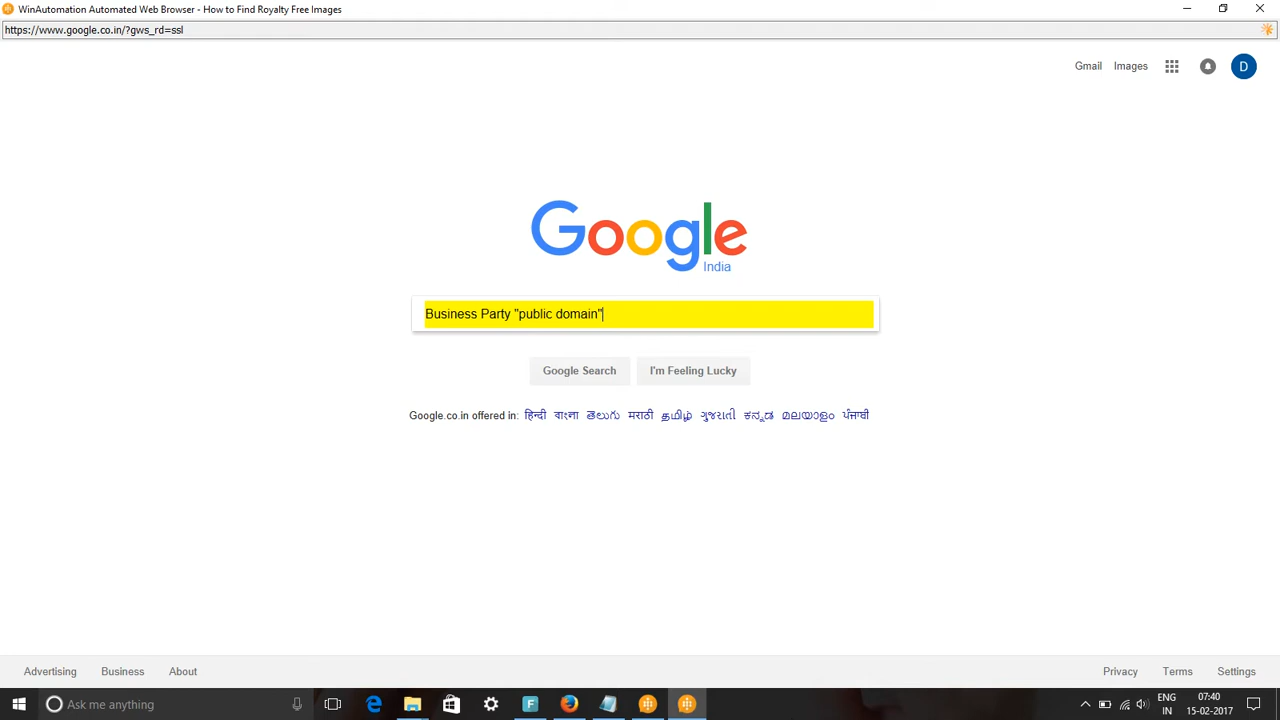 WinAutomation Automated Web Browser - How to Find Royalty Free Images
https://www.google.co.in/?gws_rd=ssl
Gmail Images D
Google
India
Business Party "public domain"
Google Search I'm Feeling Lucky
Google.co.in offered in: हिन्दी বাংলা తెలుగు मराठी தமிழ் ગુજરાતી ಕನ್ನಡ മലയാളം ਪੰਜਾਬੀ
Advertising Business About Privacy Terms Settings
Ask me anything F ENG 07:40
IN 15-02-2017